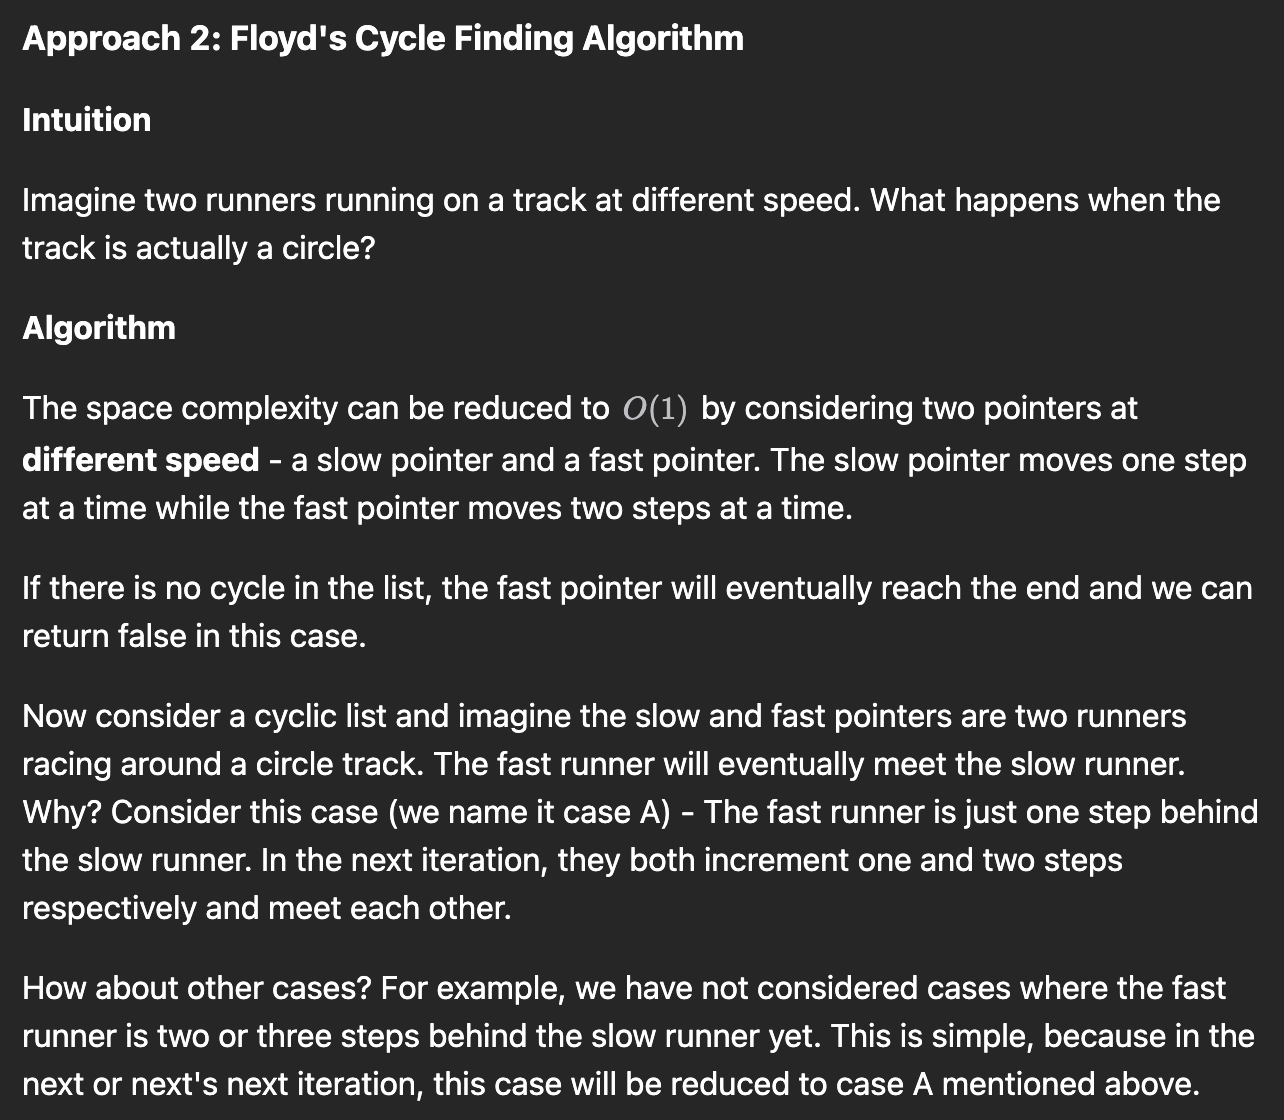 Approach 2: Floyd's Cycle Finding Algorithm
Intuition
Imagine two runners running on a track at different speed. What happens when the
track is actually a circle?
Algorithm
The space complexity can be reduced to O(1) by considering two pointers at
different speed - a slow pointer and a fast pointer. The slow pointer moves one step
at a time while the fast pointer moves two steps at a time.
If there is no cycle in the list, the fast pointer will eventually reach the end and we can
return false in this case.
Now consider a cyclic list and imagine the slow and fast pointers are two runners
racing around a circle track. The fast runner will eventually meet the slow runner.
Why? Consider this case (we name it case A) - The fast runner is just one step behind
the slow runner. In the next iteration, they both increment one and two steps
respectively and meet each other.
How about other cases? For example, we have not considered cases where the fast
runner is two or three steps behind the slow runner yet. This is simple, because in the
next or next's next iteration, this case will be reduced to case A mentioned above.